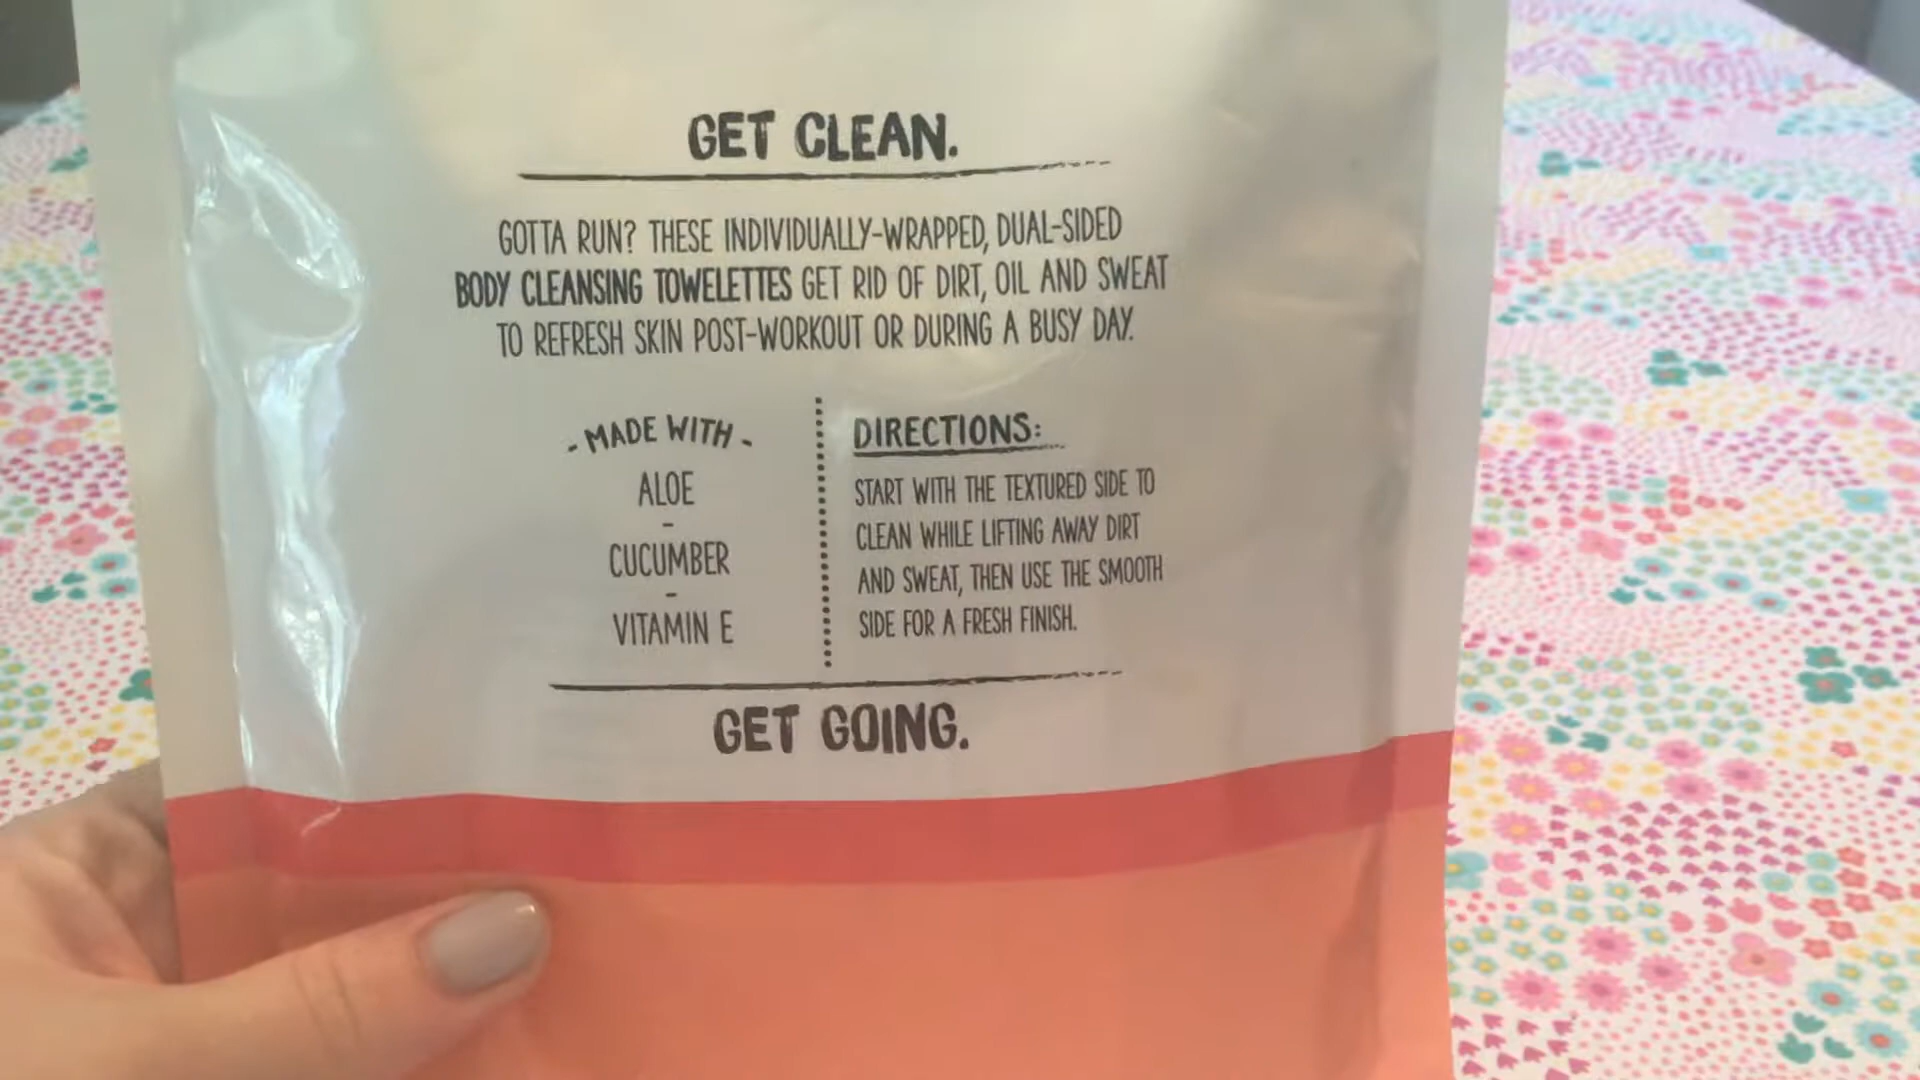 GET CLEAN.
GOTTA RUN? THESE INDIVIDUALLY-WRAPPED, DUAL-SIDED
BODY CLEANSING TOWELETTES GET RID OF DIRT, OIL AND SWEAT
TO REFRESH SKIN POST-WORKOUT OR DURING A BUSY DAY.
- MADE WITH -
ALOE
-
CUCUMBER
-
VITAMIN E
DIRECTIONS:
START WITH THE TEXTURED SIDE TO
CLEAN WHILE LIFTING AWAY DIRT
AND SWEAT, THEN USE THE SMOOTH
SIDE FOR A FRESH FINISH.
GET GOING.